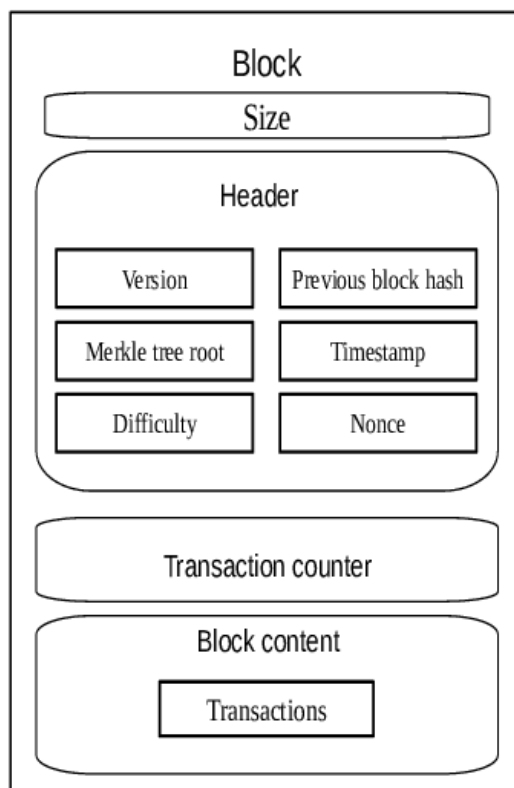 Block
Size
Header
Version
Previous block hash
Merkle tree root
Timestamp
Difficulty
Nonce
Transaction counter
Block content
Transactions